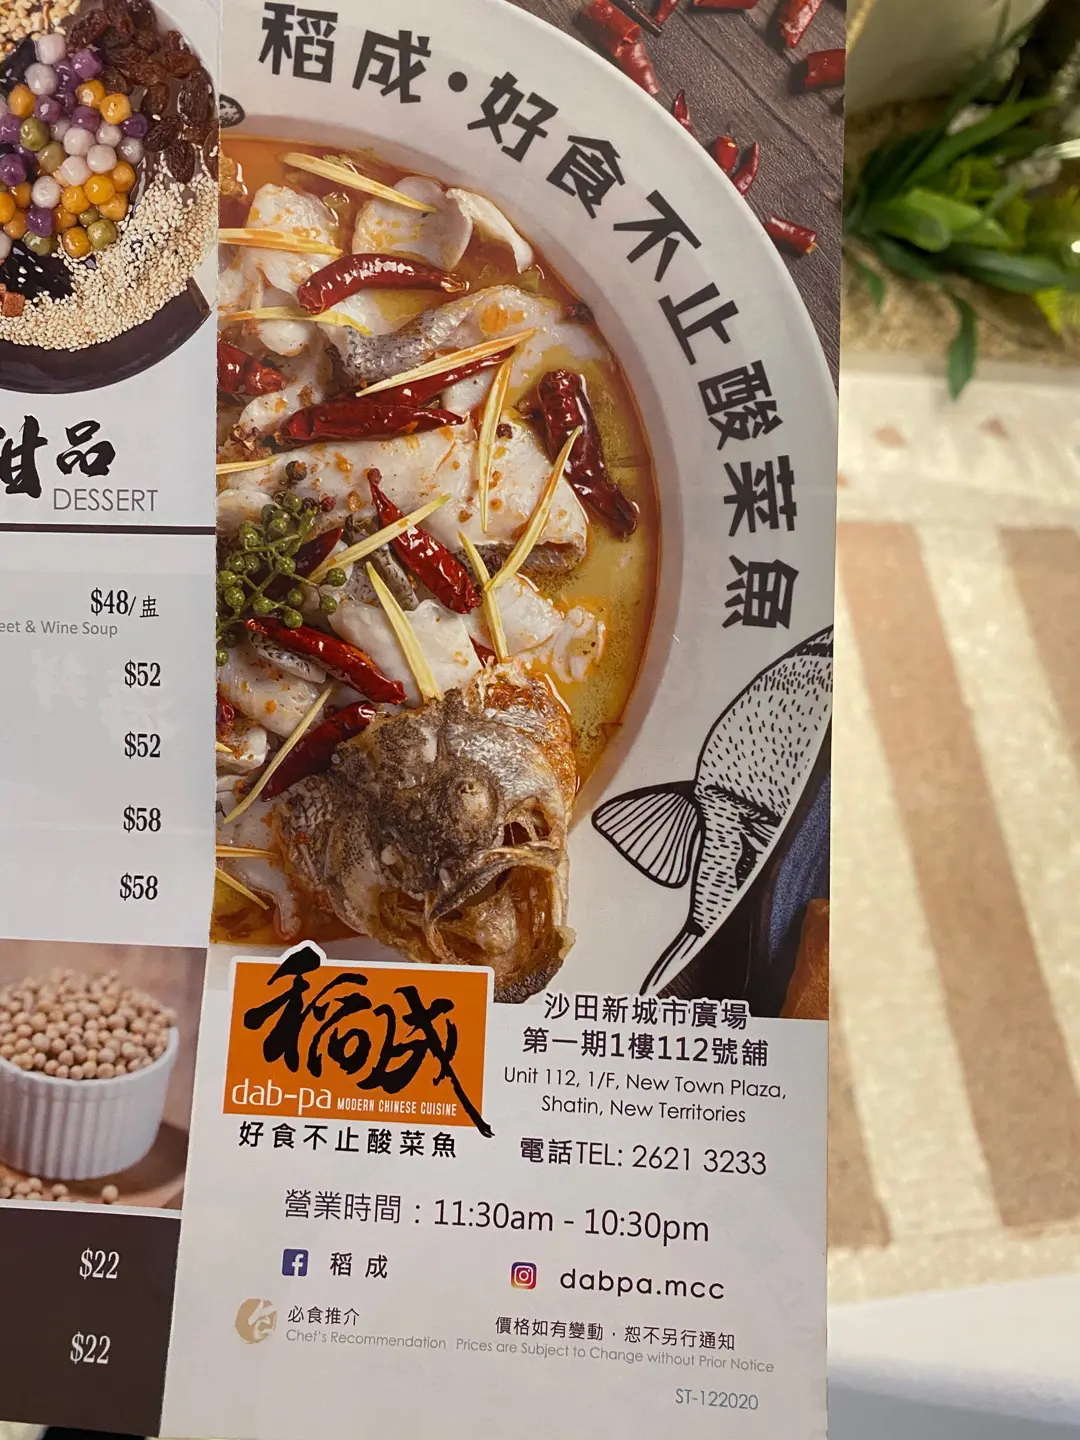 稻成·好食不止酸菜魚
甜品
DESSERT
$48/盅
eet & Wine Soup
$52
$52
$58
$58
$22
$22
稻成
dab-pa MODERN CHINESE CUISINE
好食不止酸菜魚
沙田新城市廣場
第一期1樓112號舖
Unit 112, 1/F, New Town Plaza,
Shatin, New Territories
電話TEL: 2621 3233
營業時間：11:30am - 10:30pm
稻成
dabpa.mcc
必食推介
Chef's Recommendation
價格如有變動，恕不另行通知
Prices are Subject to Change without Prior Notice
ST-122020